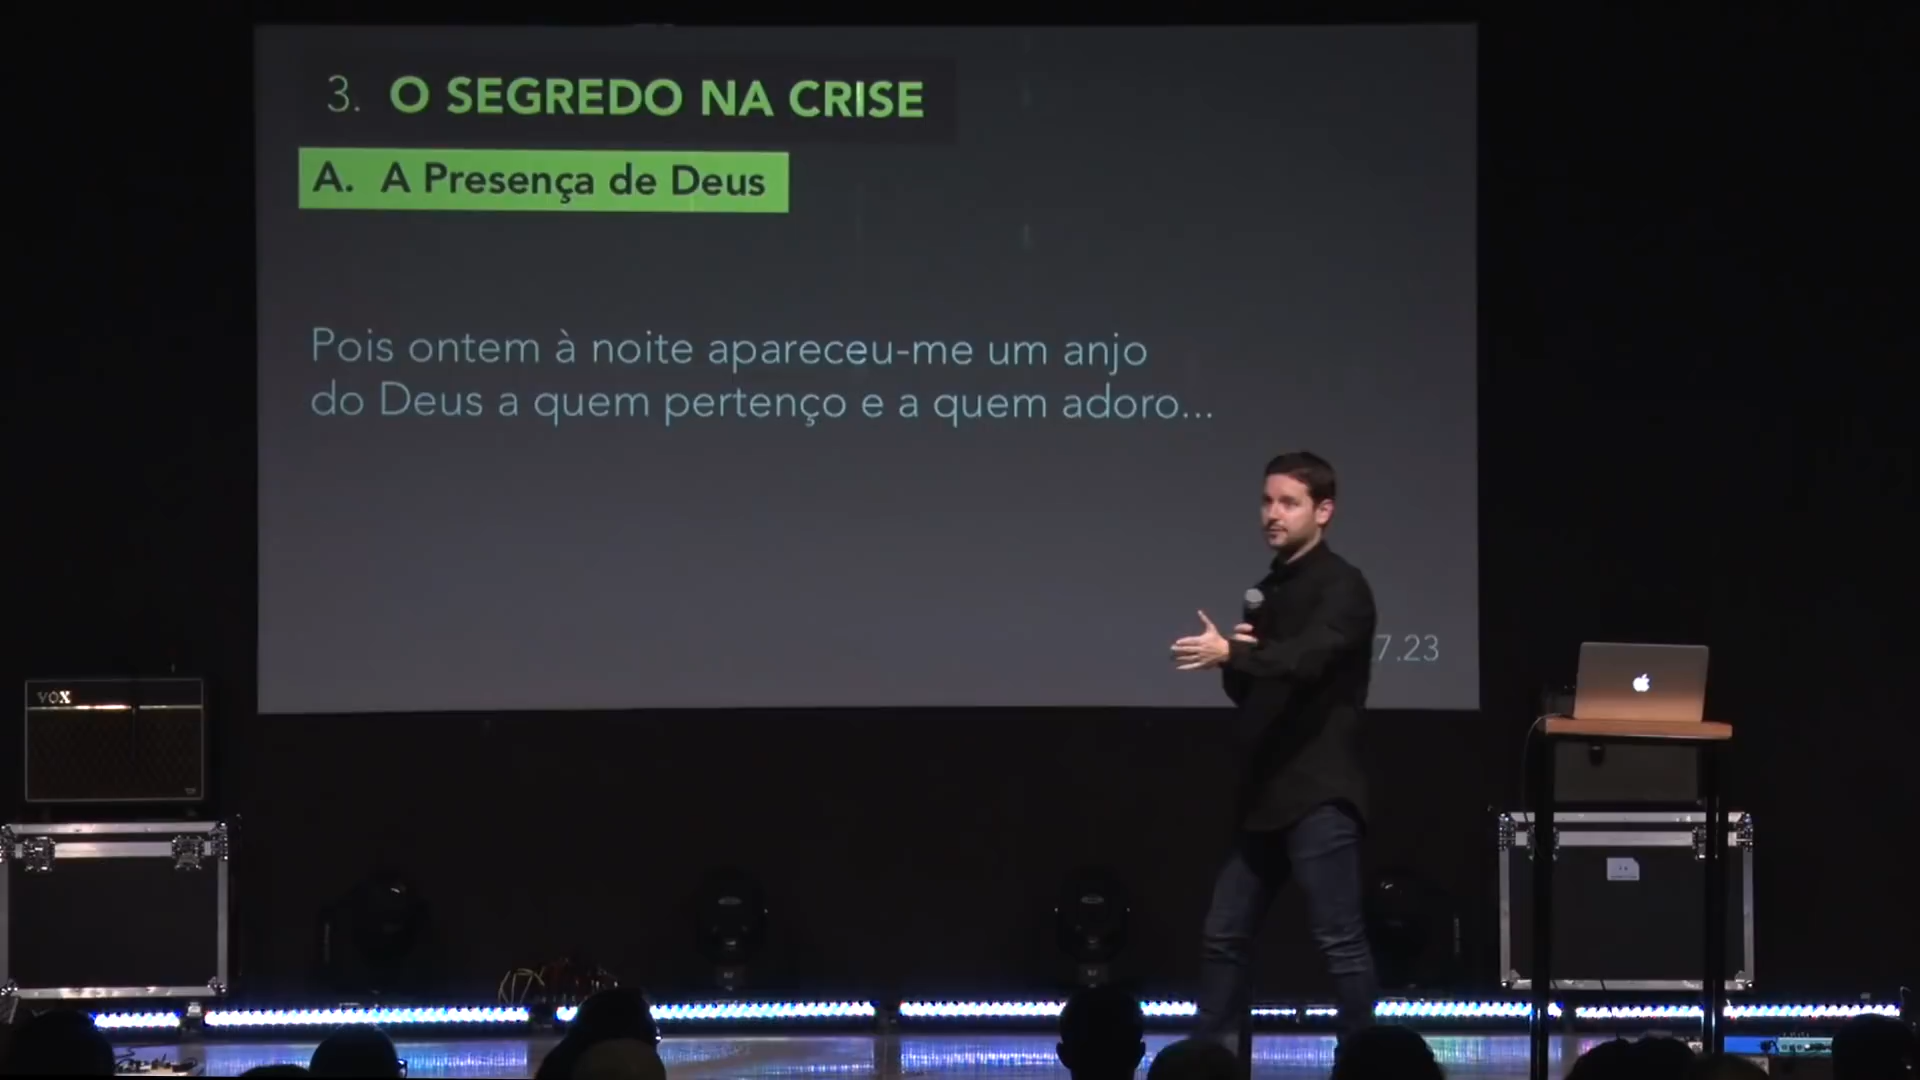 3. O SEGREDO NA CRISE
A. A Presença de Deus
Pois ontem à noite apareceu-me um anjo
do Deus a quem pertenço e a quem adoro...
7.23
VOX